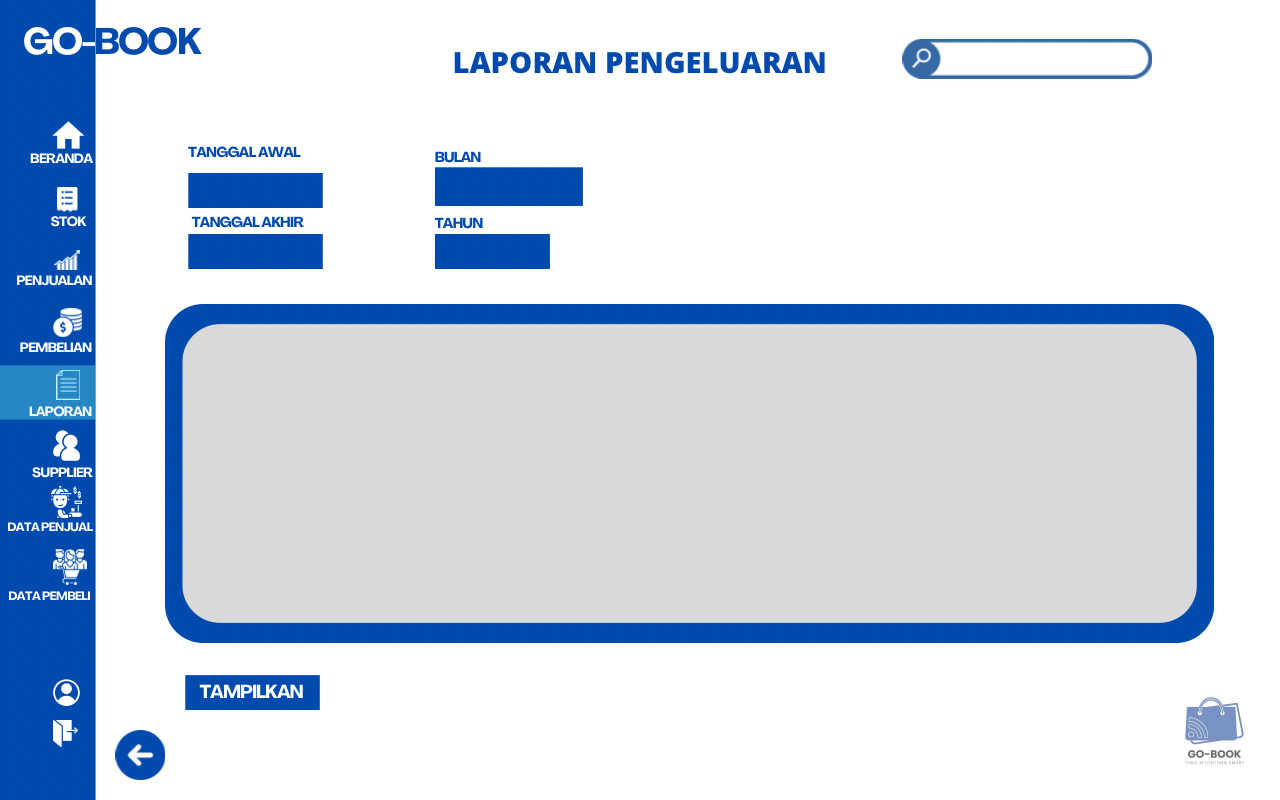 GO-BOOK
LAPORAN PENGELUARAN
BERANDA
STOK
PENJUALAN
PEMBELIAN
LAPORAN
SUPPLIER
DATA PENJUAL
DATA PEMBELI
TANGGAL AWAL
BULAN
TANGGAL AKHIR
TAHUN
TAMPILKAN
GO-BOOK
TOKO KELONTONG SMART